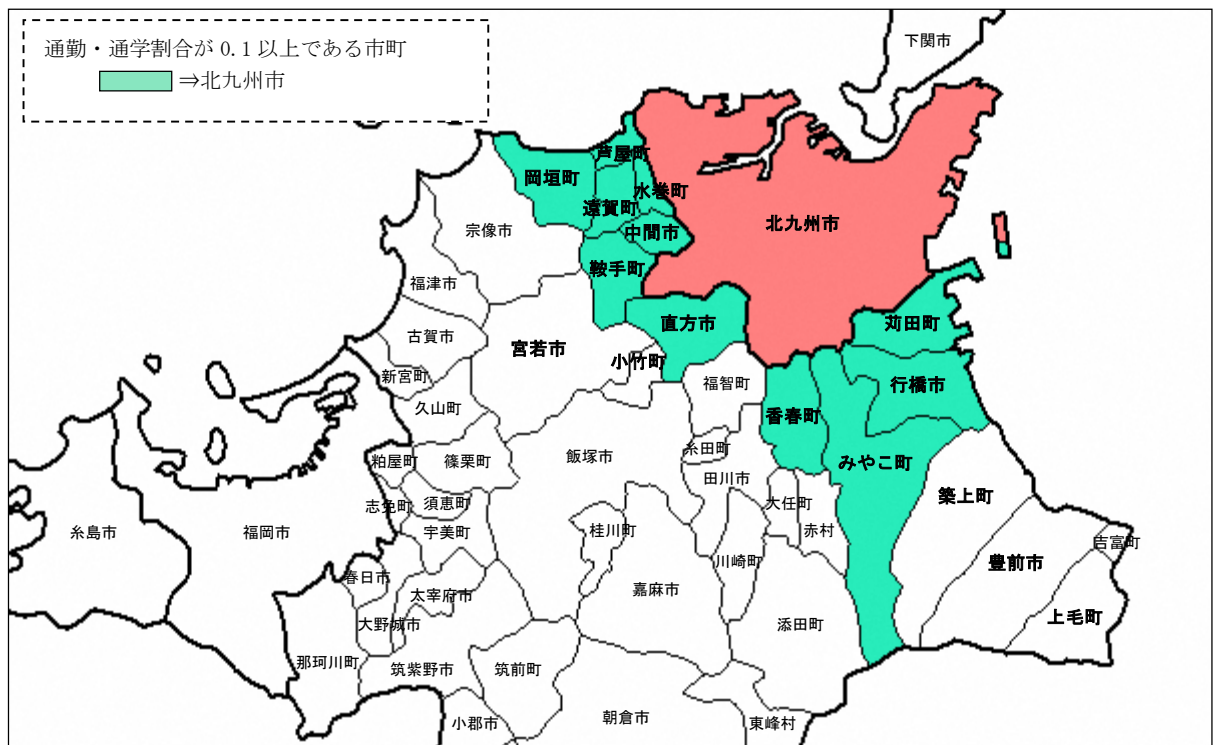 通勤・通学割合が 0.1 以上である市町
⇒北九州市
下関市
芦屋町
岡垣町
水巻町
遠賀町
北九州市
宗像市
中間市
鞍手町
福津市
苅田町
直方市
古賀市
宮若市
小竹町
新宮町
福智町
行橋市
久山町
香春町
糸田町
飯塚市
粕屋町
篠栗町
みやこ町
田川市
築上町
志免町
須恵町
大任町
糸島市
福岡市
宇美町
桂川町
赤村
吉富町
川崎町
豊前市
春日市
太宰府市
嘉麻市
上毛町
大野城市
添田町
那珂川町
筑紫野市
筑前町
小郡市
朝倉市
東峰村